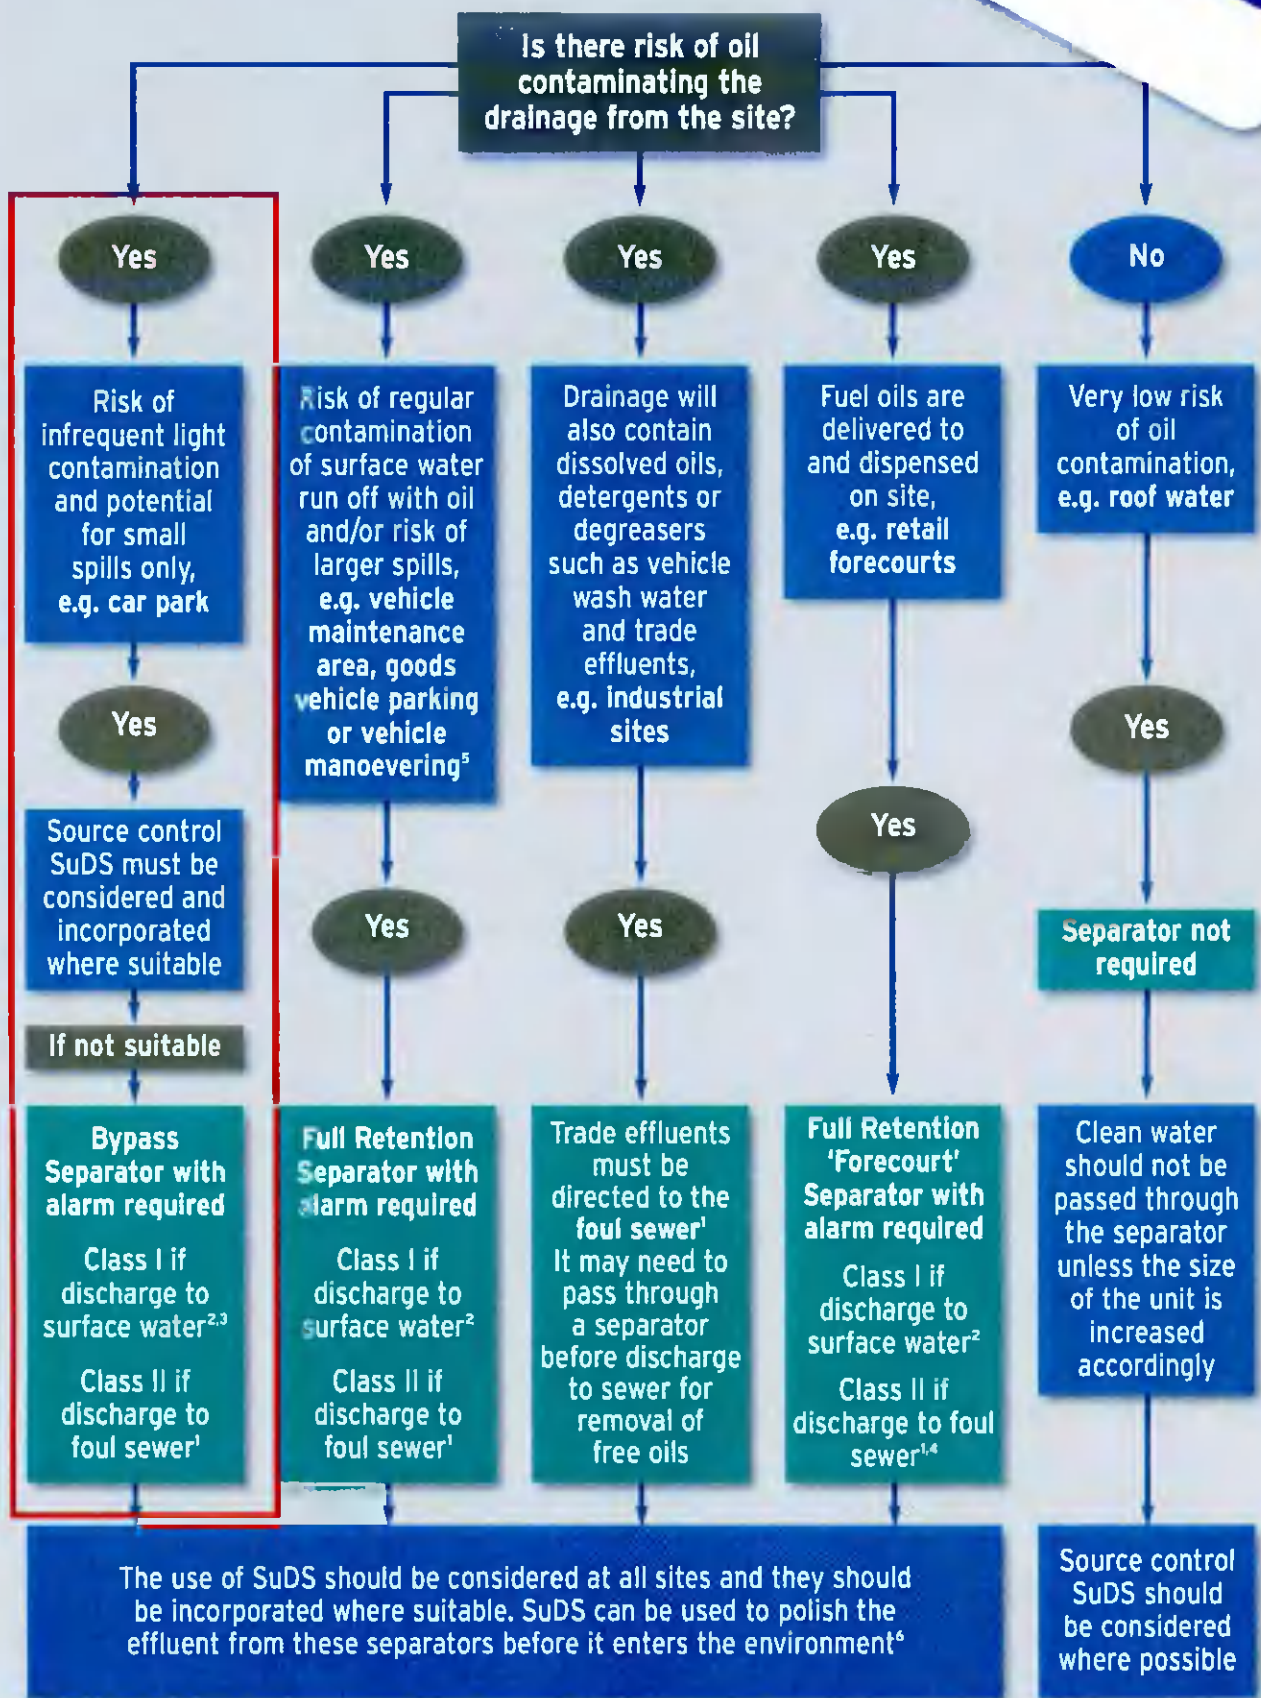 Is there risk of oil
contaminating the
drainage from the site?
Yes
Risk of
infrequent light
contamination
and potential
for small
spills only,
e.g. car park
Yes
Source control
SuDS must be
considered and
incorporated
where suitable
If not suitable
Bypass
Separator with
alarm required
Class I if
discharge to
surface water²,³
Class II if
discharge to
foul sewer¹
Yes
Risk of regular
contamination
of surface water
run off with oil
and/or risk of
larger spills,
e.g. vehicle
maintenance
area, goods
vehicle parking
or vehicle
manoevering⁵
Yes
Full Retention
Separator with
alarm required
Class I if
discharge to
surface water²
Class II if
discharge to
foul sewer¹
Yes
Drainage will
also contain
dissolved oils,
detergents or
degreasers
such as vehicle
wash water
and trade
effluents,
e.g. industrial
sites
Yes
Trade effluents
must be
directed to the
foul sewer¹
It may need to
pass through
a separator
before discharge
to sewer for
removal of
free oils
Yes
Fuel oils are
delivered to
and dispensed
on site,
e.g. retail
forecourts
Yes
Full Retention
'Forecourt'
Separator with
alarm required
Class I if
discharge to
surface water²
Class II if
discharge to foul
sewer¹,⁴
No
Very low risk
of oil
contamination,
e.g. roof water
Yes
Separator not
required
Clean water
should not be
passed through
the separator
unless the size
of the unit is
increased
accordingly
The use of SuDS should be considered at all sites and they should
be incorporated where suitable. SuDS can be used to polish the
effluent from these separators before it enters the environment⁶
Source control
SuDS should
be considered
where possible